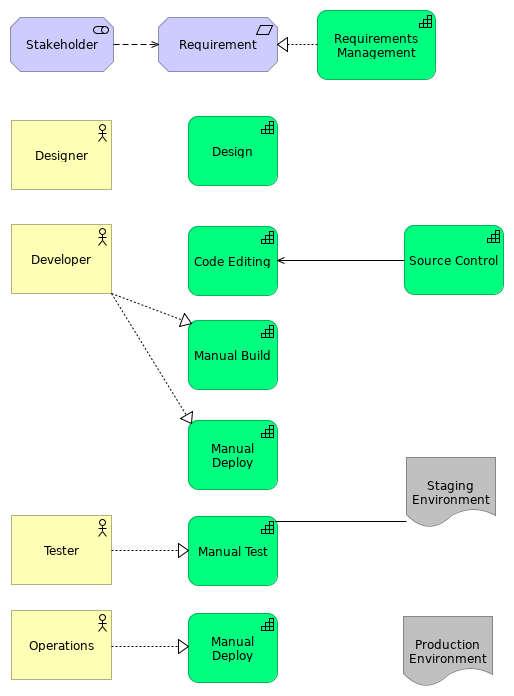 Stakeholder
Requirement
Requirements
Management
Designer
Design
Developer
Code Editing
Source Control
Manual Build
Manual
Deploy
Staging
Environment
Tester
Manual Test
Operations
Manual
Deploy
Production
Environment